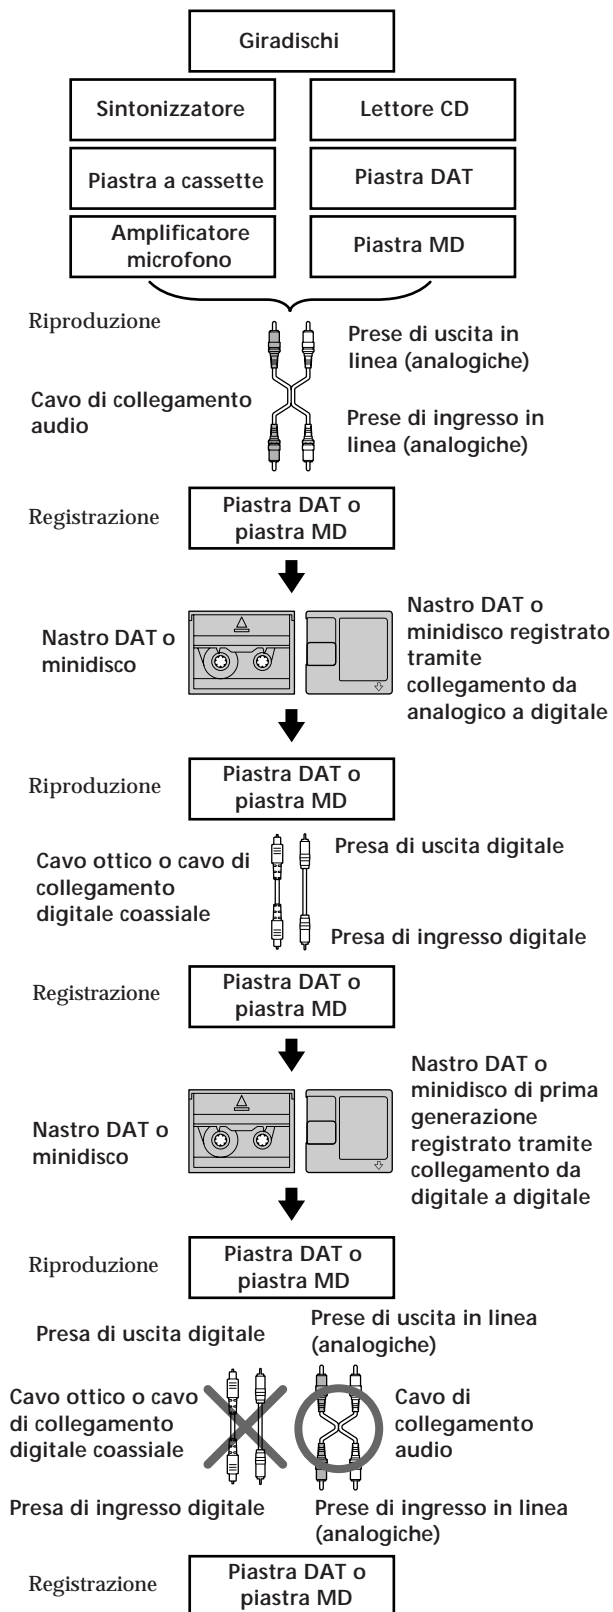 Giradischi
Sintonizzatore
Lettore CD
Piastra a cassette
Piastra DAT
Amplificatore
microfono
Piastra MD
Riproduzione
Prese di uscita in
linea (analogiche)
Cavo di collegamento
audio
Prese di ingresso in
linea (analogiche)
Registrazione
Piastra DAT o
piastra MD
Nastro DAT o
minidisco
Nastro DAT o
minidisco registrato
tramite
collegamento da
analogico a digitale
Riproduzione
Piastra DAT o
piastra MD
Cavo ottico o cavo di
collegamento
digitale coassiale
Presa di uscita digitale
Presa di ingresso digitale
Registrazione
Piastra DAT o
piastra MD
Nastro DAT o
minidisco
Nastro DAT o
minidisco di prima
generazione
registrato tramite
collegamento da
digitale a digitale
Riproduzione
Piastra DAT o
piastra MD
Presa di uscita digitale
Prese di uscita in linea
(analogiche)
Cavo ottico o cavo
di collegamento
digitale coassiale
Cavo di
collegamento
audio
Presa di ingresso digitale
Prese di ingresso in linea
(analogiche)
Registrazione
Piastra DAT o
piastra MD